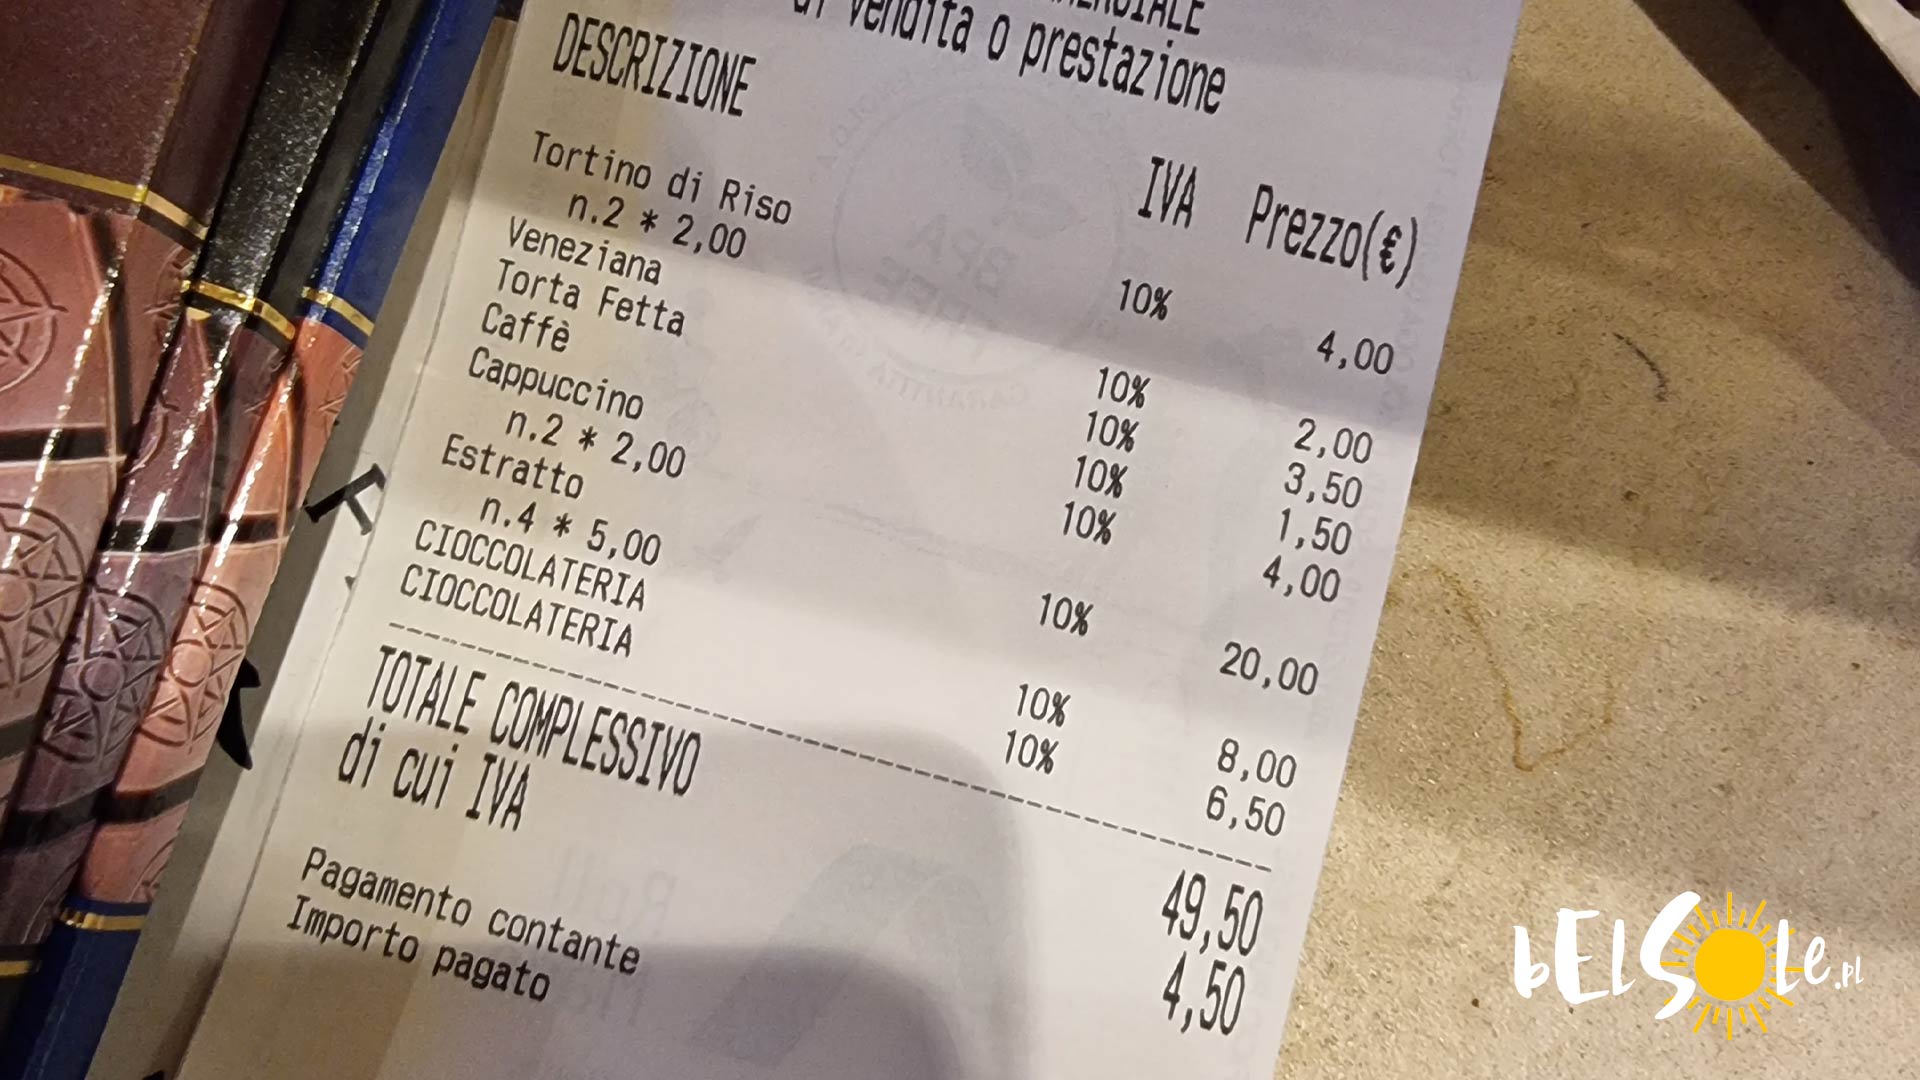 di vendita o prestazione
DESCRIZIONE IVA Prezzo(€)
Tortino di Riso
n.2 * 2,00 10% 4,00
Veneziana 10% 2,00
Torta Fetta 10% 3,50
Caffè 10% 1,50
Cappuccino 10% 4,00
n.2 * 2,00
Estratto 10% 20,00
n.4 * 5,00
CIOCCOLATERIA 10% 8,00
CIOCCOLATERIA 10% 6,50
TOTALE COMPLESSIVO 49,50
di cui IVA 4,50
Pagamento contante
Importo pagato
bELSoLe.pl